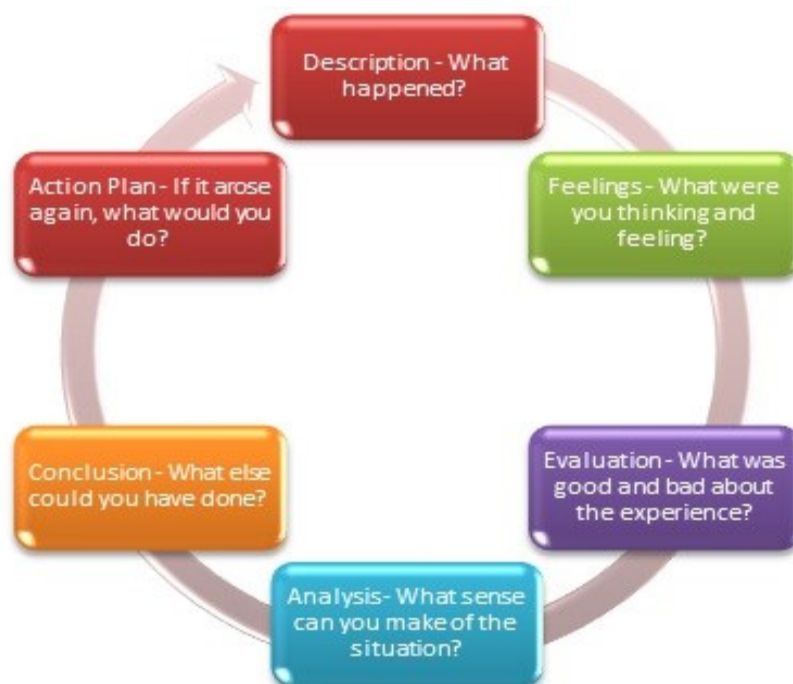 Description - What
happened?
Feelings - What were
you thinking and
feeling?
Evaluation - What was
good and bad about
the experience?
Analysis- What sense
can you make of the
situation?
Conclusion - What else
could you have done?
Action Plan - If it arose
again, what would you
do?